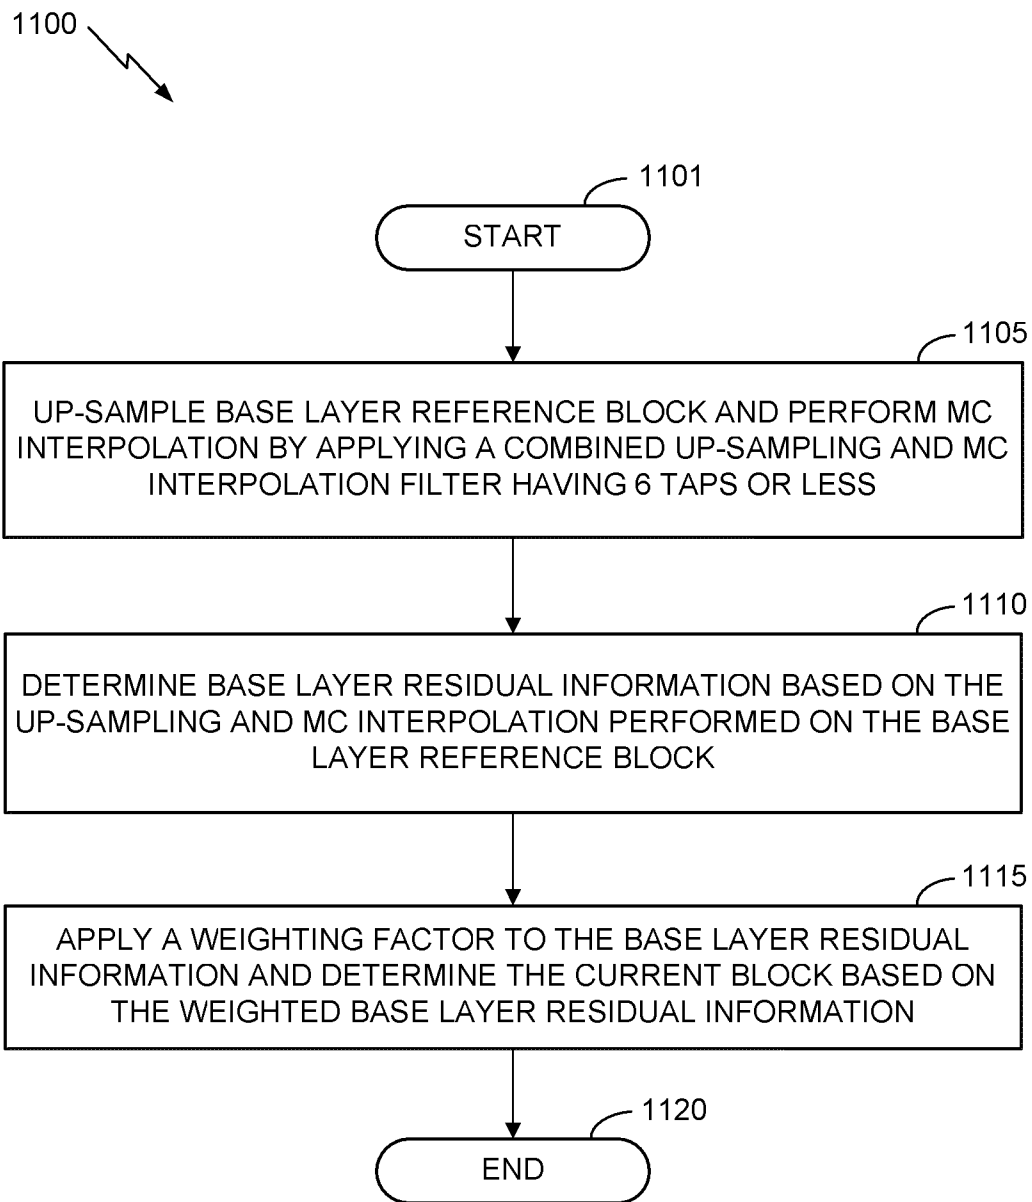 1100
1101
START
1105
UP-SAMPLE BASE LAYER REFERENCE BLOCK AND PERFORM MC
INTERPOLATION BY APPLYING A COMBINED UP-SAMPLING AND MC
INTERPOLATION FILTER HAVING 6 TAPS OR LESS
1110
DETERMINE BASE LAYER RESIDUAL INFORMATION BASED ON THE
UP-SAMPLING AND MC INTERPOLATION PERFORMED ON THE BASE
LAYER REFERENCE BLOCK
1115
APPLY A WEIGHTING FACTOR TO THE BASE LAYER RESIDUAL
INFORMATION AND DETERMINE THE CURRENT BLOCK BASED ON
THE WEIGHTED BASE LAYER RESIDUAL INFORMATION
1120
END